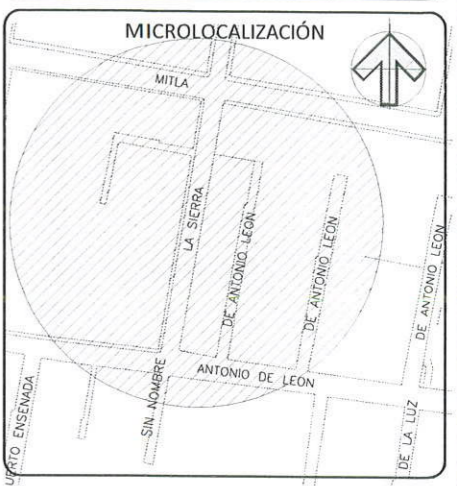 MICROLOCALIZACIÓN
MITLA
LA SIERRA
DE ANTONIO LEON
DE ANTONIO LEON
DE ANTONIO LEON
ANTONIO DE LEON
UERTO ENSENADA
SIN NOMBRE
DE LA LUZ